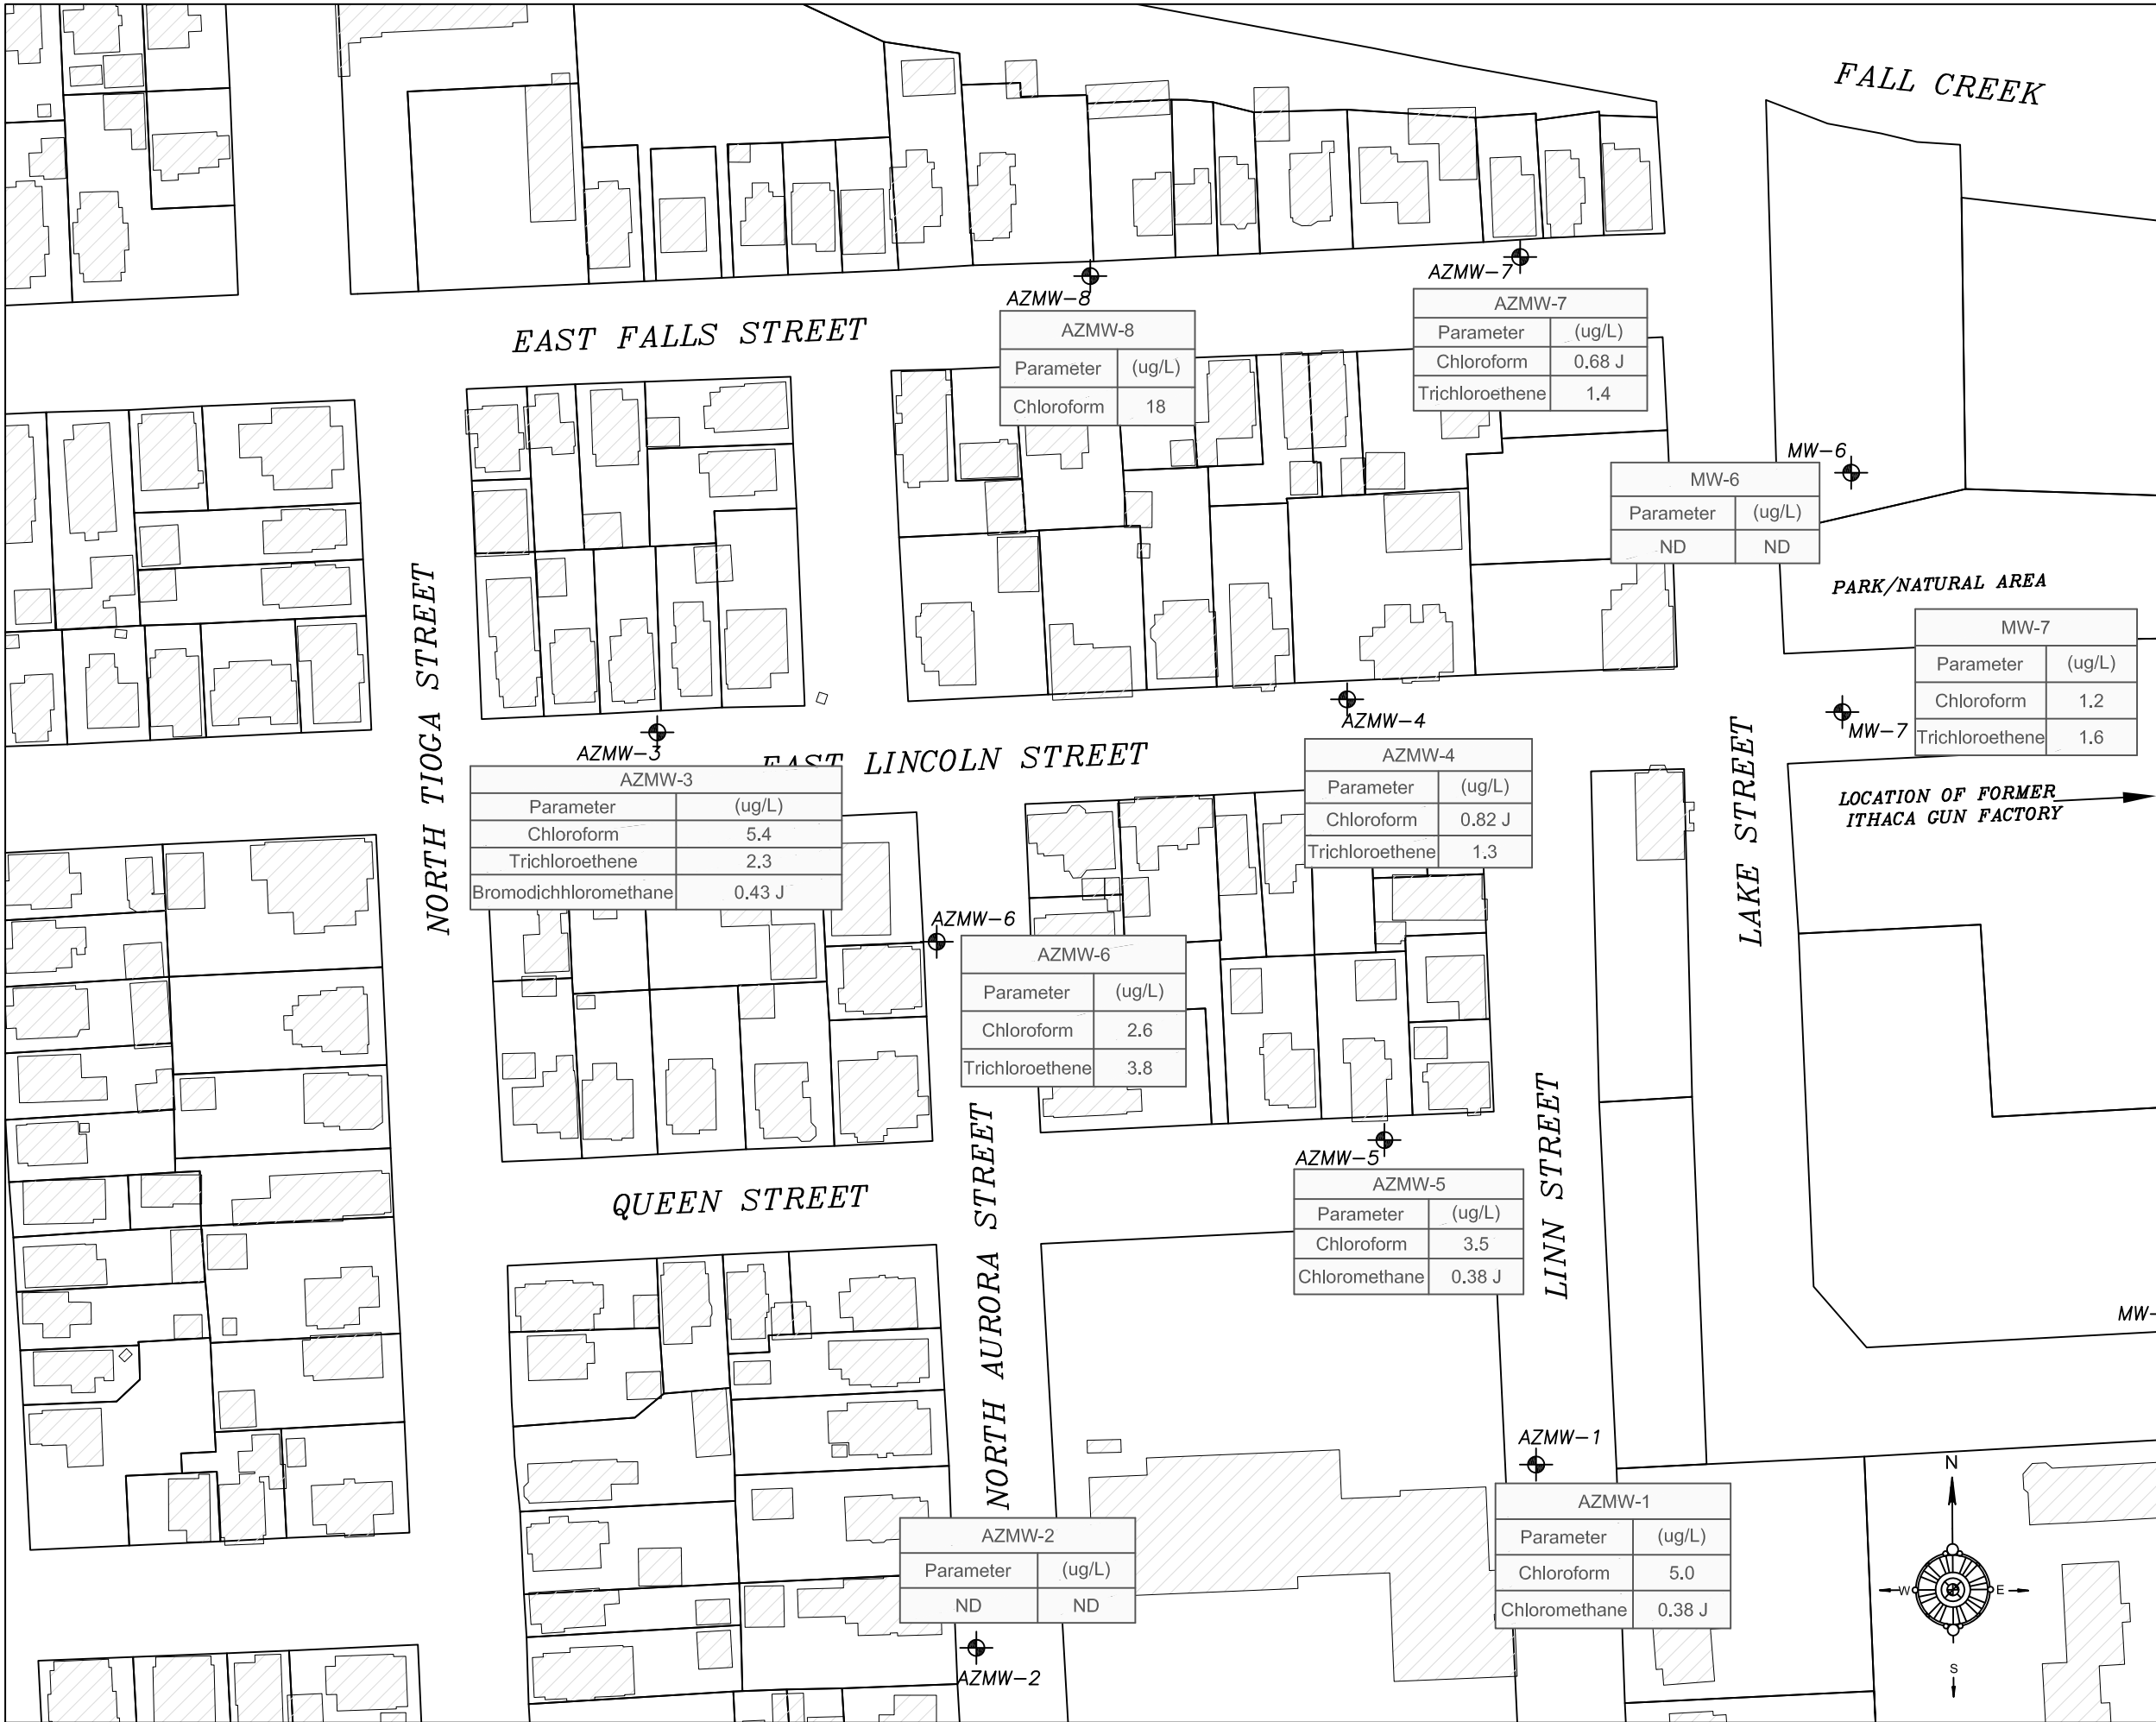 FALL CREEK
AZMW-7
AZMW-8
AZMW-7
Parameter (ug/L)
Chloroform 0.68 J
Trichloroethene 1.4
AZMW-8
Parameter (ug/L)
Chloroform 18
EAST FALLS STREET
MW-6
MW-6
Parameter (ug/L)
ND ND
PARK/NATURAL AREA
MW-7
Parameter (ug/L)
Chloroform 1.2
Trichloroethene 1.6
MW-7
NORTH TIOGA STREET
AZMW-3
EAST LINCOLN STREET
AZMW-3
Parameter (ug/L)
Chloroform 5.4
Trichloroethene 2.3
Bromodichhloromethane 0.43 J
AZMW-4
AZMW-4
Parameter (ug/L)
Chloroform 0.82 J
Trichloroethene 1.3
LAKE STREET
LOCATION OF FORMER
ITHACA GUN FACTORY
AZMW-6
AZMW-6
Parameter (ug/L)
Chloroform 2.6
Trichloroethene 3.8
AZMW-5
AZMW-5
Parameter (ug/L)
Chloroform 3.5
Chloromethane 0.38 J
QUEEN STREET
NORTH AURORA STREET
LINN STREET
MW-
AZMW-1
AZMW-1
Parameter (ug/L)
Chloroform 5.0
Chloromethane 0.38 J
AZMW-2
Parameter (ug/L)
ND ND
AZMW-2
N
W E
S